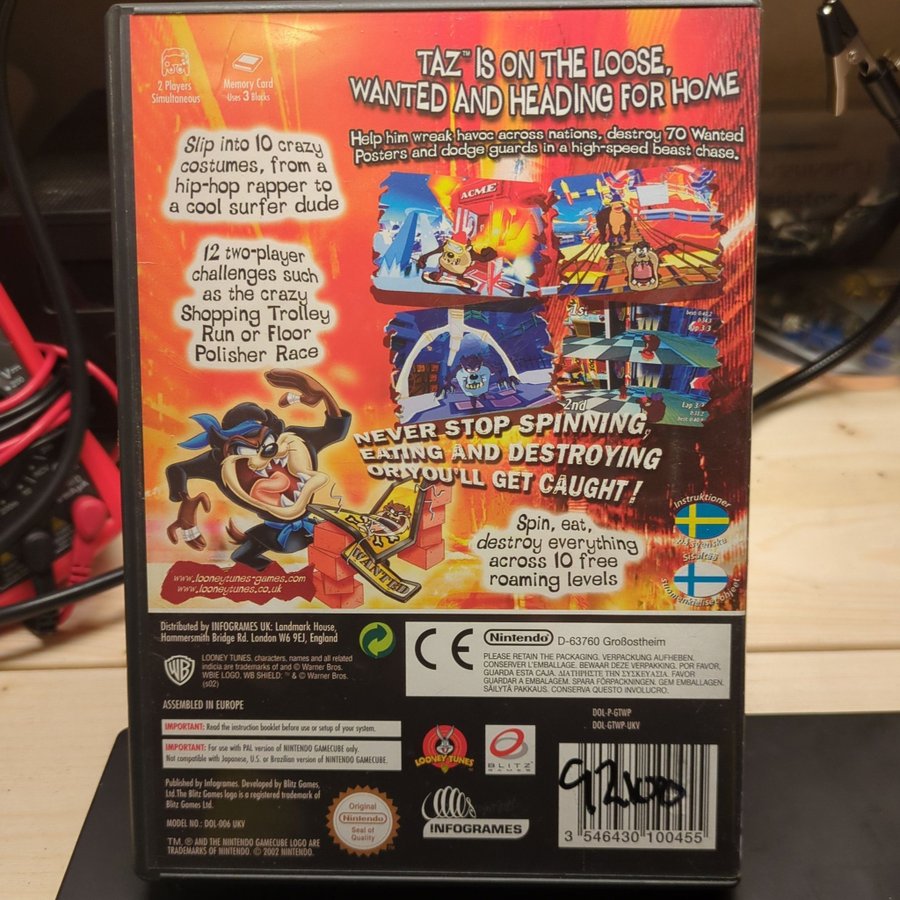 2 Players
Simultaneous
Memory Card
Uses 3 Blocks
TAZ™ IS ON THE LOOSE,
WANTED AND HEADING FOR HOME
Help him wreak havoc across nations, destroy 70 Wanted
Posters and dodge guards in a high-speed beast chase.
Slip into 10 crazy
costumes, from a
hip-hop rapper to
a cool surfer dude
ACME
12 two-player
challenges such
as the crazy
Shopping Trolley
Run or Floor
Polisher Race
1st
2nd
NEVER STOP SPINNING,
EATING AND DESTROYING
OR YOU'LL GET CAUGHT!
WANTED
Spin, eat,
destroy everything
across 10 free
roaming levels
Instruktioner
på svenska
www.looneytunes-games.com
www.looneytunes.co.uk
Distributed by INFOGRAMES UK: Landmark House,
Hammersmith Bridge Rd. London W6 9EJ, England
WB
LOONEY TUNES, characters, names and all related
indicia are trademarks of and © Warner Bros.
WBIE LOGO, WB SHIELD: ™ & © Warner Bros.
(s02)
CE
Nintendo D-63760 Großostheim
PLEASE RETAIN THE PACKAGING. VERPACKUNG AUFHEBEN.
CONSERVER L'EMBALLAGE. BEWAAR DEZE VERPAKKING. POR FAVOR,
GUARDA ESTA CAJA. ΔΙΑΤΗΡΗΣΤΕ ΤΗΝ ΣΥΣΚΕΥΑΣΙΑ. FAVOR
GUARDAR A EMBALAGEM. SPARA FÖRPACKNINGEN. GEM EMBALLAGEN.
SÄILYTÄ PAKKAUS. CONSERVA QUESTO INVOLUCRO.
ASSEMBLED IN EUROPE
DOL-P-GTWP
DOL-GTWP-UKV
IMPORTANT: Read the instruction booklet before use or setup of your system.
IMPORTANT: For use with PAL version of NINTENDO GAMECUBE only.
Not compatible with Japanese, U.S. or Brazilian version of NINTENDO GAMECUBE.
LOONEY TUNES
BLITZ
GAMES
Published by Infogrames. Developed by Blitz Games,
Ltd.The Blitz Games logo is a registered trademark of
Blitz Games Ltd.
MODEL NO.: DOL-006 UKV
Original
Nintendo
Seal of
Quality
INFOGRAMES
3 546430 100455
TM, ® AND THE NINTENDO GAMECUBE LOGO ARE
TRADEMARKS OF NINTENDO. © 2002 NINTENDO.